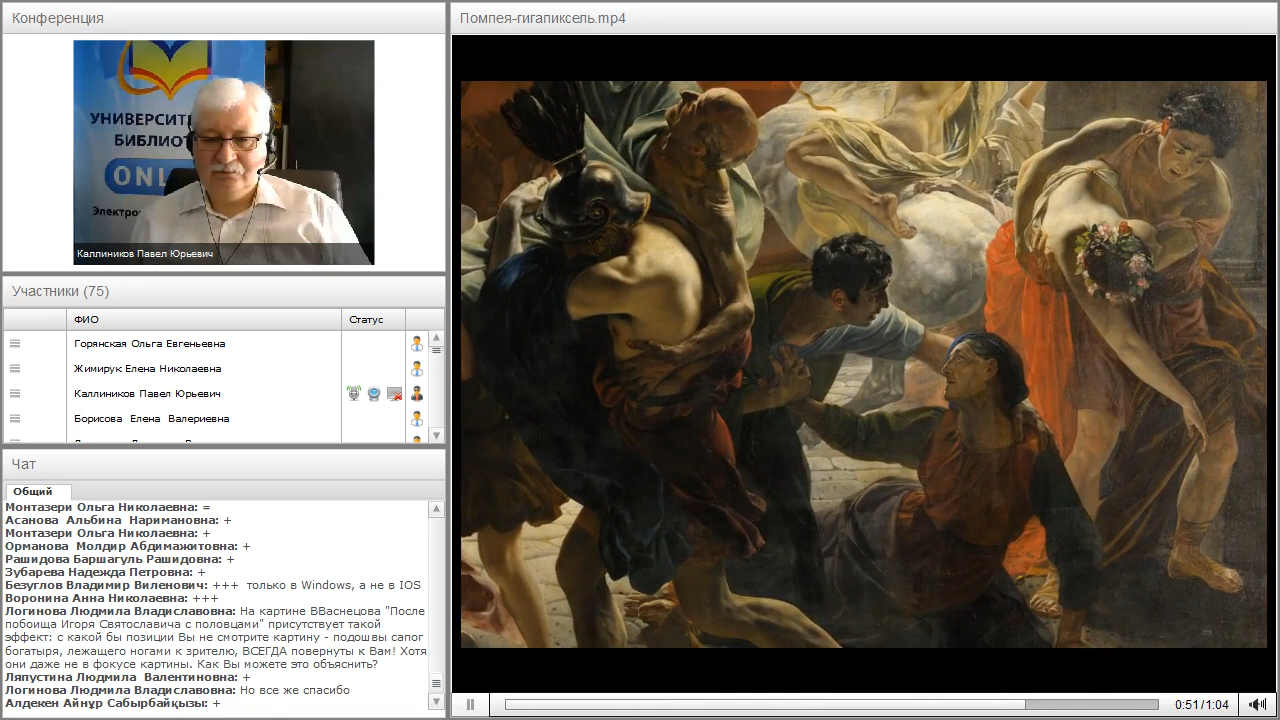 Конференция
УНИВЕРСИТ
БИБЛИО
ONL
Электро
Каллиников Павел Юрьевич
Участники (75)
ФИО Статус
Горянская Ольга Евгеньевна
Жимирук Елена Николаевна
Каллиников Павел Юрьевич
Борисова Елена Валериевна
Чат
Общий
Монтазери Ольга Николаевна: =
Асанова Альбина Наримановна: +
Монтазери Ольга Николаевна: +
Орманова Молдир Абдимажитовна: +
Рашидова Баршагуль Рашидовна: +
Зубарева Надежда Петровна: +
Безуглов Владимир Виленович: +++ только в Windows, а не в IOS
Воронина Анна Николаевна: +++
Логинова Людмила Владиславовна: На картине ВВаснецова "После
побоища Игоря Святославича с половцами" присутствует такой
эффект: с какой бы позиции Вы не смотрите картину - подошвы сапог
богатыря, лежащего ногами к зрителю, ВСЕГДА повернуты к Вам! Хотя
они даже не в фокусе картины. Как Вы можете это объяснить?
Ляпустина Людмила Валентиновна: +
Логинова Людмила Владиславовна: Но все же спасибо
Алдекен Айнұр Сабырбайқызы: +
Помпея-гигапиксель.mp4
0:51/1:04